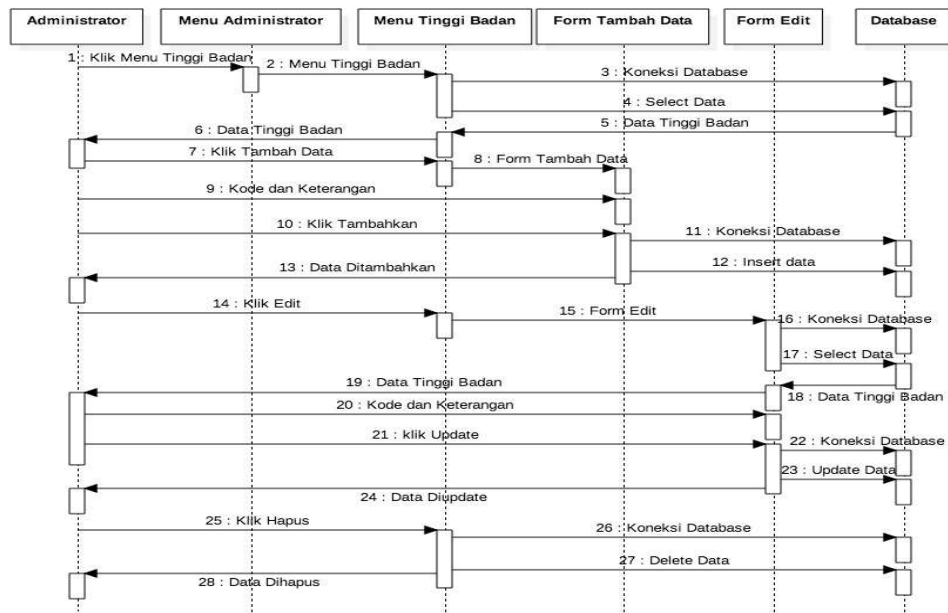 Administrator
Menu Administrator
Menu Tinggi Badan
Form Tambah Data
Form Edit
Database
1 : Klik Menu Tinggi Badan
2 : Menu Tinggi Badan
3 : Koneksi Database
4 : Select Data
5 : Data Tinggi Badan
6 : Data Tinggi Badan
7 : Klik Tambah Data
8 : Form Tambah Data
9 : Kode dan Keterangan
10 : Klik Tambahkan
11 : Koneksi Database
12 : Insert data
13 : Data Ditambahkan
14 : Klik Edit
15 : Form Edit
16 : Koneksi Database
17 : Select Data
18 : Data Tinggi Badan
19 : Data Tinggi Badan
20 : Kode dan Keterangan
21 : klik Update
22 : Koneksi Database
23 : Update Data
24 : Data Diupdate
25 : Klik Hapus
26 : Koneksi Database
27 : Delete Data
28 : Data Dihapus